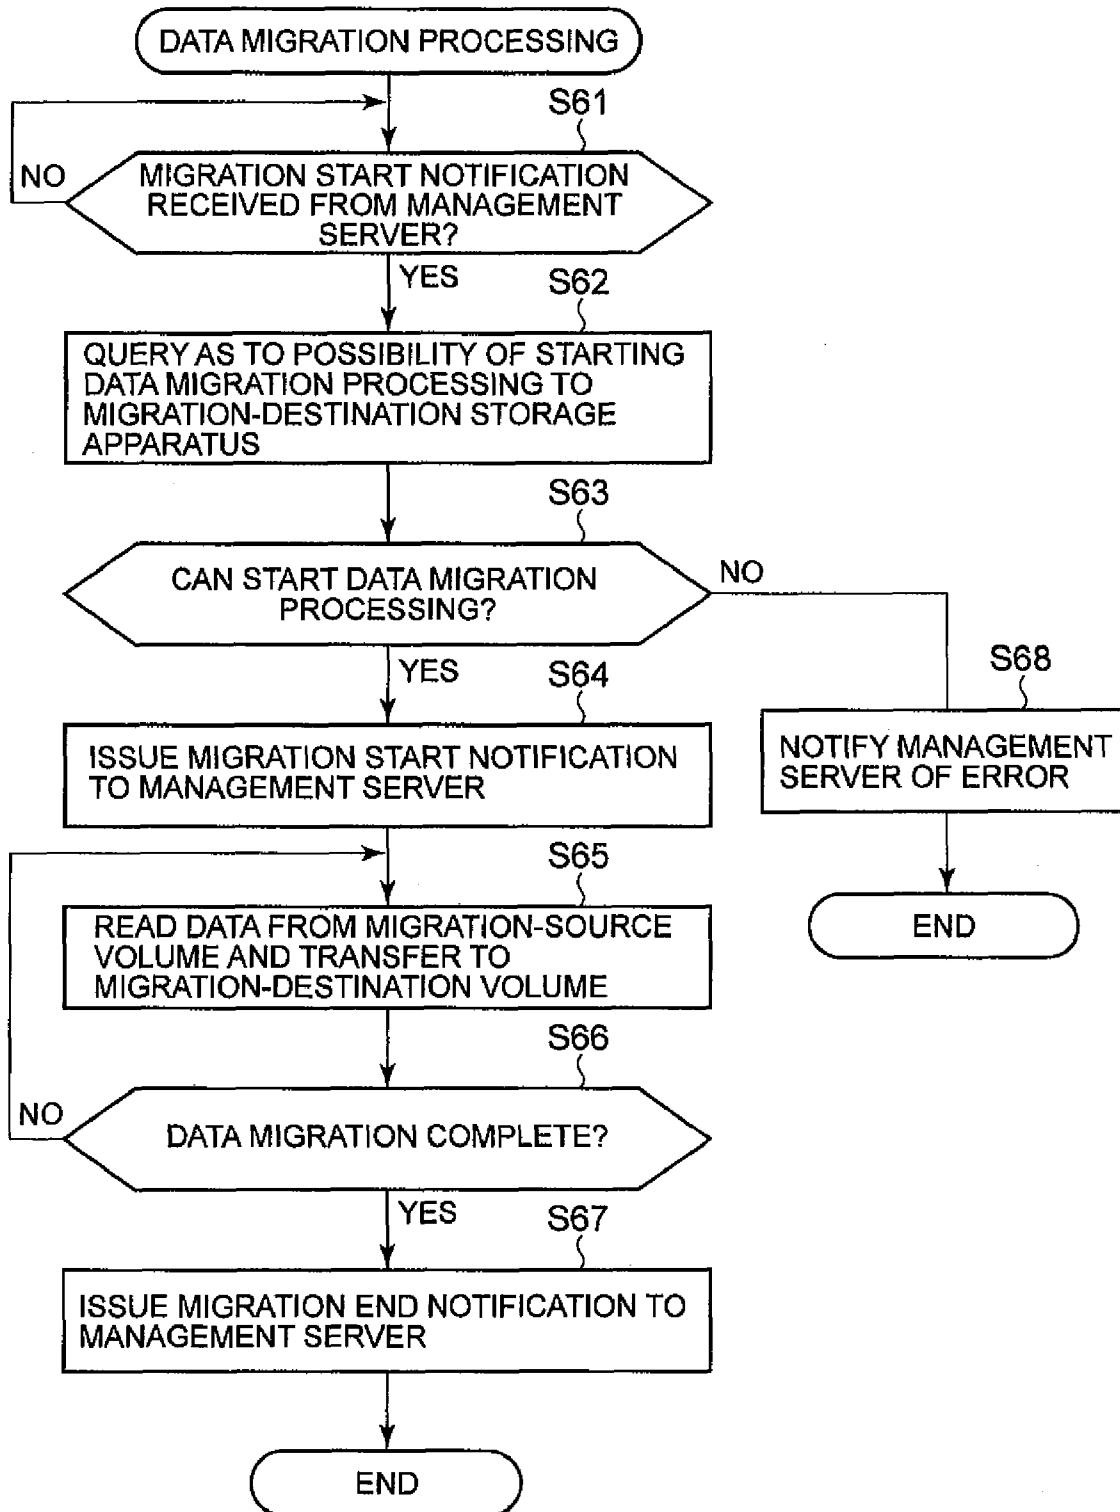 DATA MIGRATION PROCESSING
S61
NO
MIGRATION START NOTIFICATION
RECEIVED FROM MANAGEMENT
SERVER?
YES
S62
QUERY AS TO POSSIBILITY OF STARTING
DATA MIGRATION PROCESSING TO
MIGRATION-DESTINATION STORAGE
APPARATUS
S63
CAN START DATA MIGRATION
PROCESSING?
NO
YES
S64
S68
ISSUE MIGRATION START NOTIFICATION
TO MANAGEMENT SERVER
NOTIFY MANAGEMENT
SERVER OF ERROR
S65
READ DATA FROM MIGRATION-SOURCE
VOLUME AND TRANSFER TO
MIGRATION-DESTINATION VOLUME
END
S66
NO
DATA MIGRATION COMPLETE?
YES
S67
ISSUE MIGRATION END NOTIFICATION TO
MANAGEMENT SERVER
END